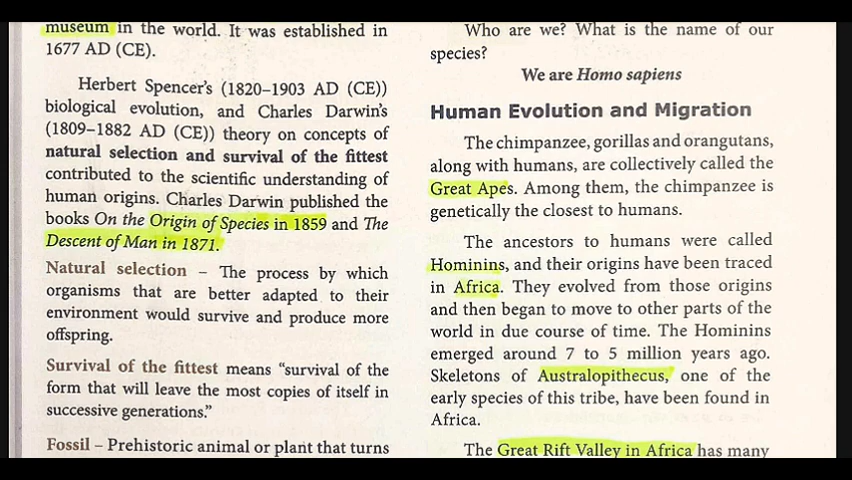 museum in the world. It was established in
1677 AD (CE).
Herbert Spencer's (1820–1903 AD (CE))
biological evolution, and Charles Darwin's
(1809–1882 AD (CE)) theory on concepts of
natural selection and survival of the fittest
contributed to the scientific understanding of
human origins. Charles Darwin published the
books On the Origin of Species in 1859 and The
Descent of Man in 1871.
Natural selection – The process by which
organisms that are better adapted to their
environment would survive and produce more
offspring.
Survival of the fittest means “survival of the
form that will leave the most copies of itself in
successive generations.”
Fossil – Prehistoric animal or plant that turns
Who are we? What is the name of our
species?
We are Homo sapiens
Human Evolution and Migration
The chimpanzee, gorillas and orangutans,
along with humans, are collectively called the
Great Apes. Among them, the chimpanzee is
genetically the closest to humans.
The ancestors to humans were called
Hominins, and their origins have been traced
in Africa. They evolved from those origins
and then began to move to other parts of the
world in due course of time. The Hominins
emerged around 7 to 5 million years ago.
Skeletons of Australopithecus, one of the
early species of this tribe, have been found in
Africa.
The Great Rift Valley in Africa has many